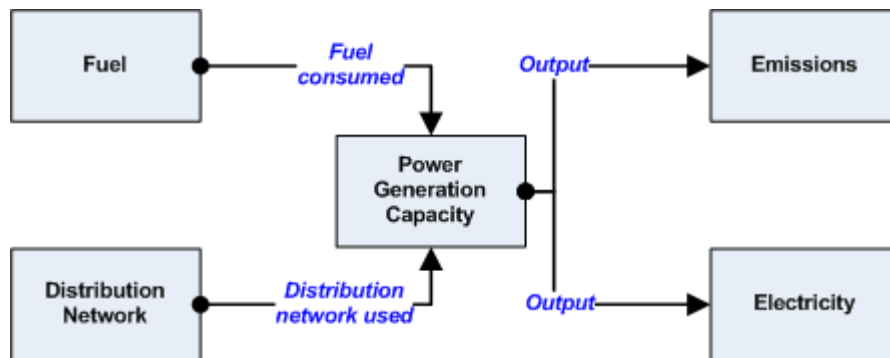 Fuel
Fuel
consumed
Output
Emissions
Power
Generation
Capacity
Distribution
Network
Distribution
network used
Output
Electricity